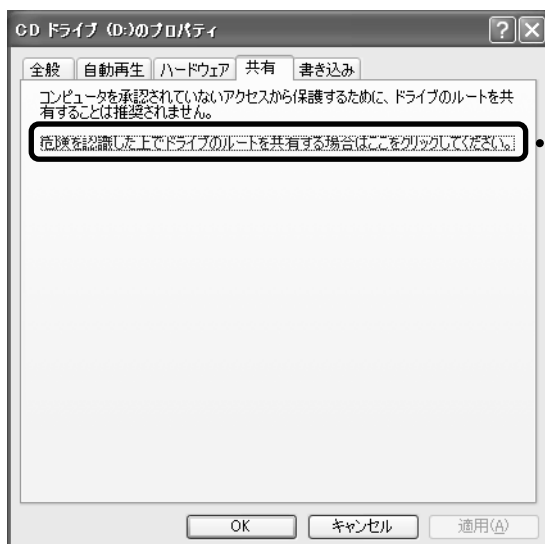 CD ドライブ (D:)のプロパティ
全般 自動再生 ハードウェア 共有 書き込み
コンピュータを承認されていないアクセスから保護するために、ドライブのルートを共
有することは推奨されません。
危険を認識した上でドライブのルートを共有する場合はここをクリックしてください。
OK キャンセル 適用(A)